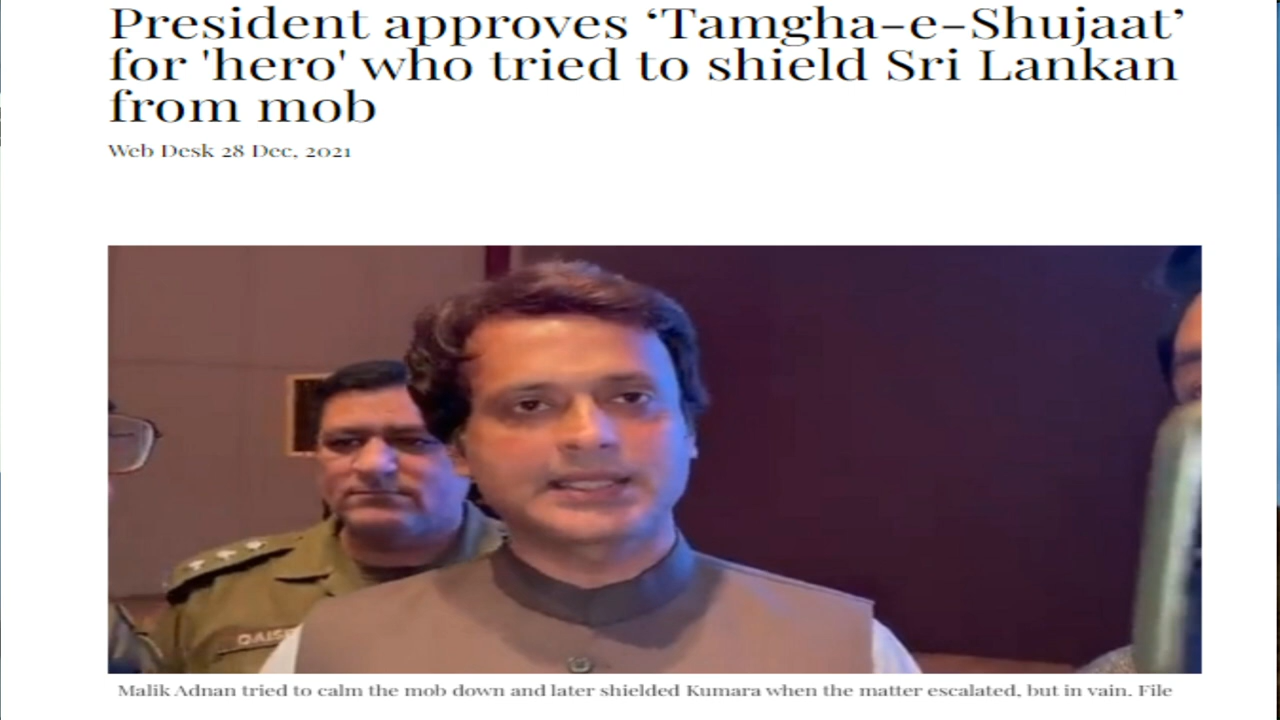 President approves ‘Tamgha-e-Shujaat’
for 'hero' who tried to shield Sri Lankan
from mob
Web Desk 28 Dec, 2021
Malik Adnan tried to calm the mob down and later shielded Kumara when the matter escalated, but in vain. File